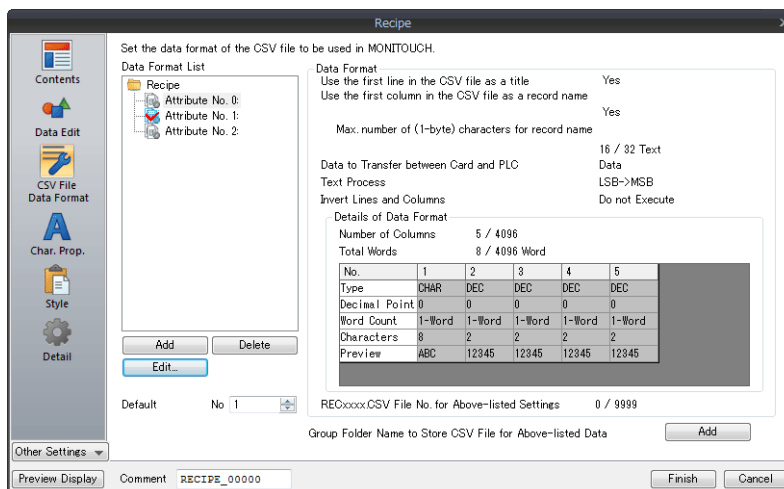 Recipe
Contents
Data Edit
CSV File
Data Format
Char. Prop.
Style
Detail
Other Settings
Set the data format of the CSV file to be used in MONITOUCH.
Data Format List
Recipe
Attribute No. 0:
Attribute No. 1:
Attribute No. 2:
Add Delete
Edit...
Default No 1
Data Format
Use the first line in the CSV file as a title Yes
Use the first column in the CSV file as a record name
Yes
Max. number of (1-byte) characters for record name
16 / 32 Text
Data to Transfer between Card and PLC Data
Text Process LSB->MSB
Invert Lines and Columns Do not Execute
Details of Data Format
Number of Columns 5 / 4096
Total Words 8 / 4096 Word
No. 1 2 3 4 5
Type CHAR DEC DEC DEC DEC
Decimal Point 0 0 0 0 0
Word Count 1-Word 1-Word 1-Word 1-Word 1-Word
Characters 8 2 2 2 2
Preview ABC 12345 12345 12345 12345
RECxxxx.CSV File No. for Above-listed Settings 0 / 9999
Group Folder Name to Store CSV File for Above-listed Data Add
Preview Display Comment RECIPE_00000 Finish Cancel